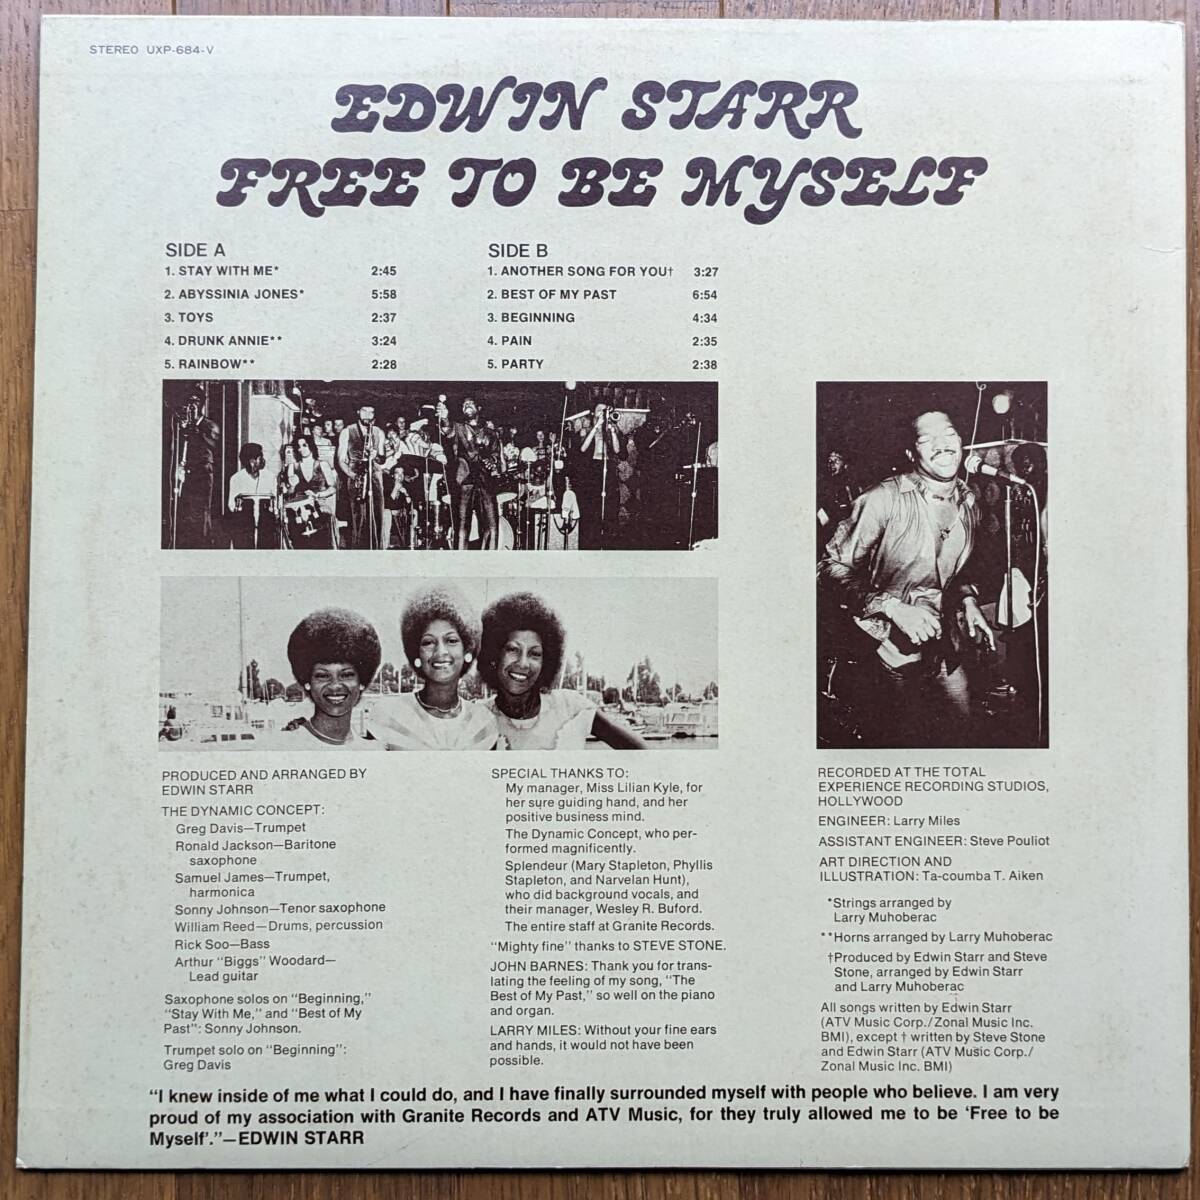 STEREO UXP-684-V
EDWIN STARR
FREE TO BE MYSELF
SIDE A
1. STAY WITH ME* 2:45
2. ABYSSINIA JONES* 5:58
3. TOYS 2:37
4. DRUNK ANNIE** 3:24
5. RAINBOW** 2:28
SIDE B
1. ANOTHER SONG FOR YOU† 3:27
2. BEST OF MY PAST 6:54
3. BEGINNING 4:34
4. PAIN 2:35
5. PARTY 2:38
PRODUCED AND ARRANGED BY
EDWIN STARR
THE DYNAMIC CONCEPT:
Greg Davis—Trumpet
Ronald Jackson—Baritone
saxophone
Samuel James—Trumpet,
harmonica
Sonny Johnson—Tenor saxophone
William Reed—Drums, percussion
Rick Soo—Bass
Arthur "Biggs" Woodard—
Lead guitar
Saxophone solos on "Beginning,"
"Stay With Me," and "Best of My
Past": Sonny Johnson.
Trumpet solo on "Beginning":
Greg Davis
SPECIAL THANKS TO:
My manager, Miss Lilian Kyle, for
her sure guiding hand, and her
positive business mind.
The Dynamic Concept, who per-
formed magnificently.
Splendeur (Mary Stapleton, Phyllis
Stapleton, and Narvelan Hunt),
who did background vocals, and
their manager, Wesley R. Buford.
The entire staff at Granite Records.
"Mighty fine" thanks to STEVE STONE.
JOHN BARNES: Thank you for trans-
lating the feeling of my song, "The
Best of My Past," so well on the piano
and organ.
LARRY MILES: Without your fine ears
and hands, it would not have been
possible.
RECORDED AT THE TOTAL
EXPERIENCE RECORDING STUDIOS,
HOLLYWOOD
ENGINEER: Larry Miles
ASSISTANT ENGINEER: Steve Pouliot
ART DIRECTION AND
ILLUSTRATION: Ta-coumba T. Aiken
*Strings arranged by
Larry Muhoberac
**Horns arranged by Larry Muhoberac
†Produced by Edwin Starr and Steve
Stone, arranged by Edwin Starr
and Larry Muhoberac
All songs written by Edwin Starr
(ATV Music Corp./Zonal Music Inc.
BMI), except † written by Steve Stone
and Edwin Starr (ATV Music Corp./
Zonal Music Inc. BMI)
"I knew inside of me what I could do, and I have finally surrounded myself with people who believe. I am very
proud of my association with Granite Records and ATV Music, for they truly allowed me to be 'Free to be
Myself'."—EDWIN STARR